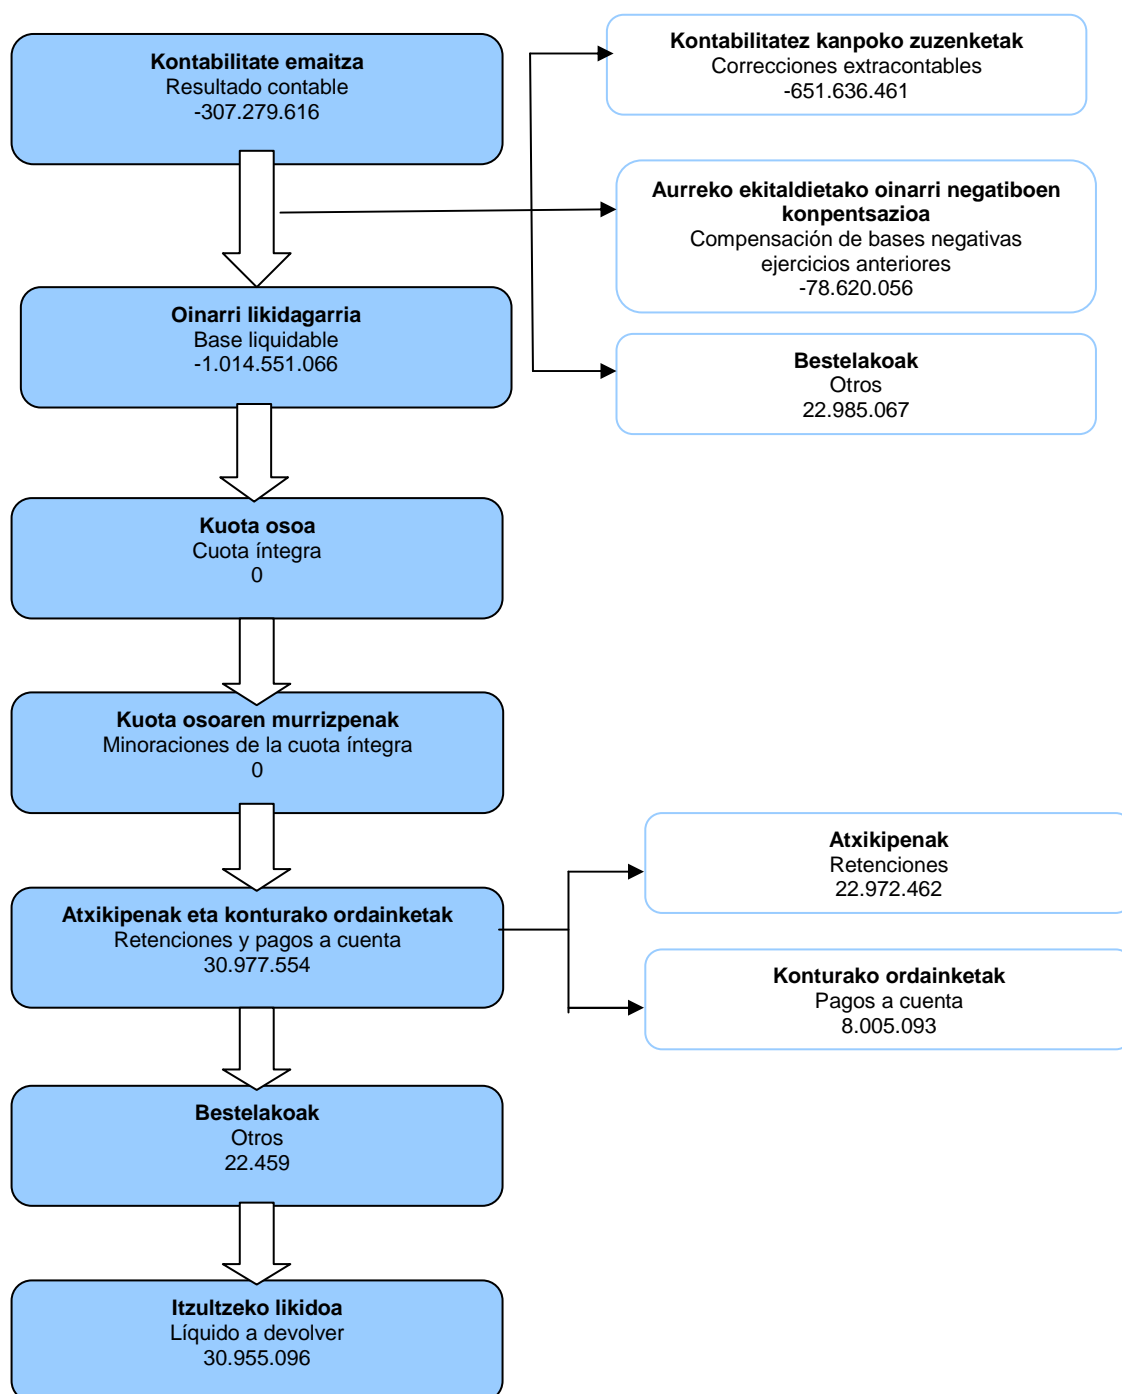 Kontabilitate emaitza
Resultado contable
-307.279.616
Kontabilitatez kanpoko zuzenketak
Correcciones extracontables
-651.636.461
Aurreko ekitaldietako oinarri negatiboen
konpentsazioa
Compensación de bases negativas
ejercicios anteriores
-78.620.056
Oinarri likidagarria
Base liquidable
-1.014.551.066
Bestelakoak
Otros
22.985.067
Kuota osoa
Cuota íntegra
0
Kuota osoaren murrizpenak
Minoraciones de la cuota íntegra
0
Atxikipenak eta konturako ordainketak
Retenciones y pagos a cuenta
30.977.554
Atxikipenak
Retenciones
22.972.462
Konturako ordainketak
Pagos a cuenta
8.005.093
Bestelakoak
Otros
22.459
Itzultzeko likidoa
Líquido a devolver
30.955.096